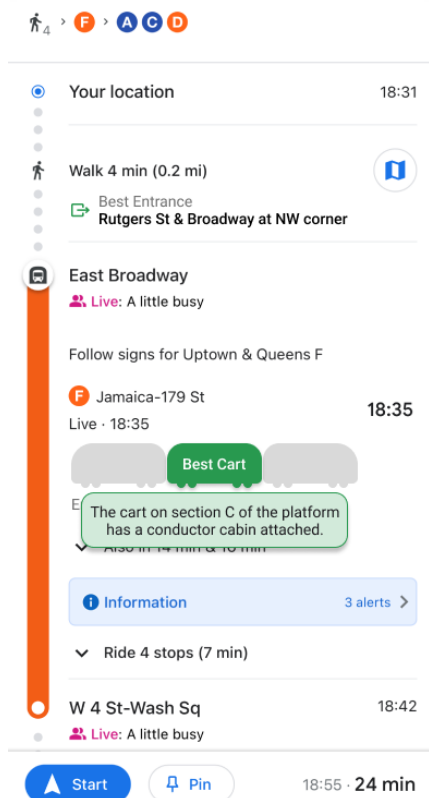 4 > F > A C D
Your location 18:31
Walk 4 min (0.2 mi)
Best Entrance
Rutgers St & Broadway at NW corner
East Broadway
Live: A little busy
Follow signs for Uptown & Queens F
F Jamaica-179 St
18:35
Live · 18:35
Best Cart
The cart on section C of the platform
has a conductor cabin attached.
Information 3 alerts
Ride 4 stops (7 min)
W 4 St-Wash Sq 18:42
Live: A little busy
Start Pin 18:55 · 24 min